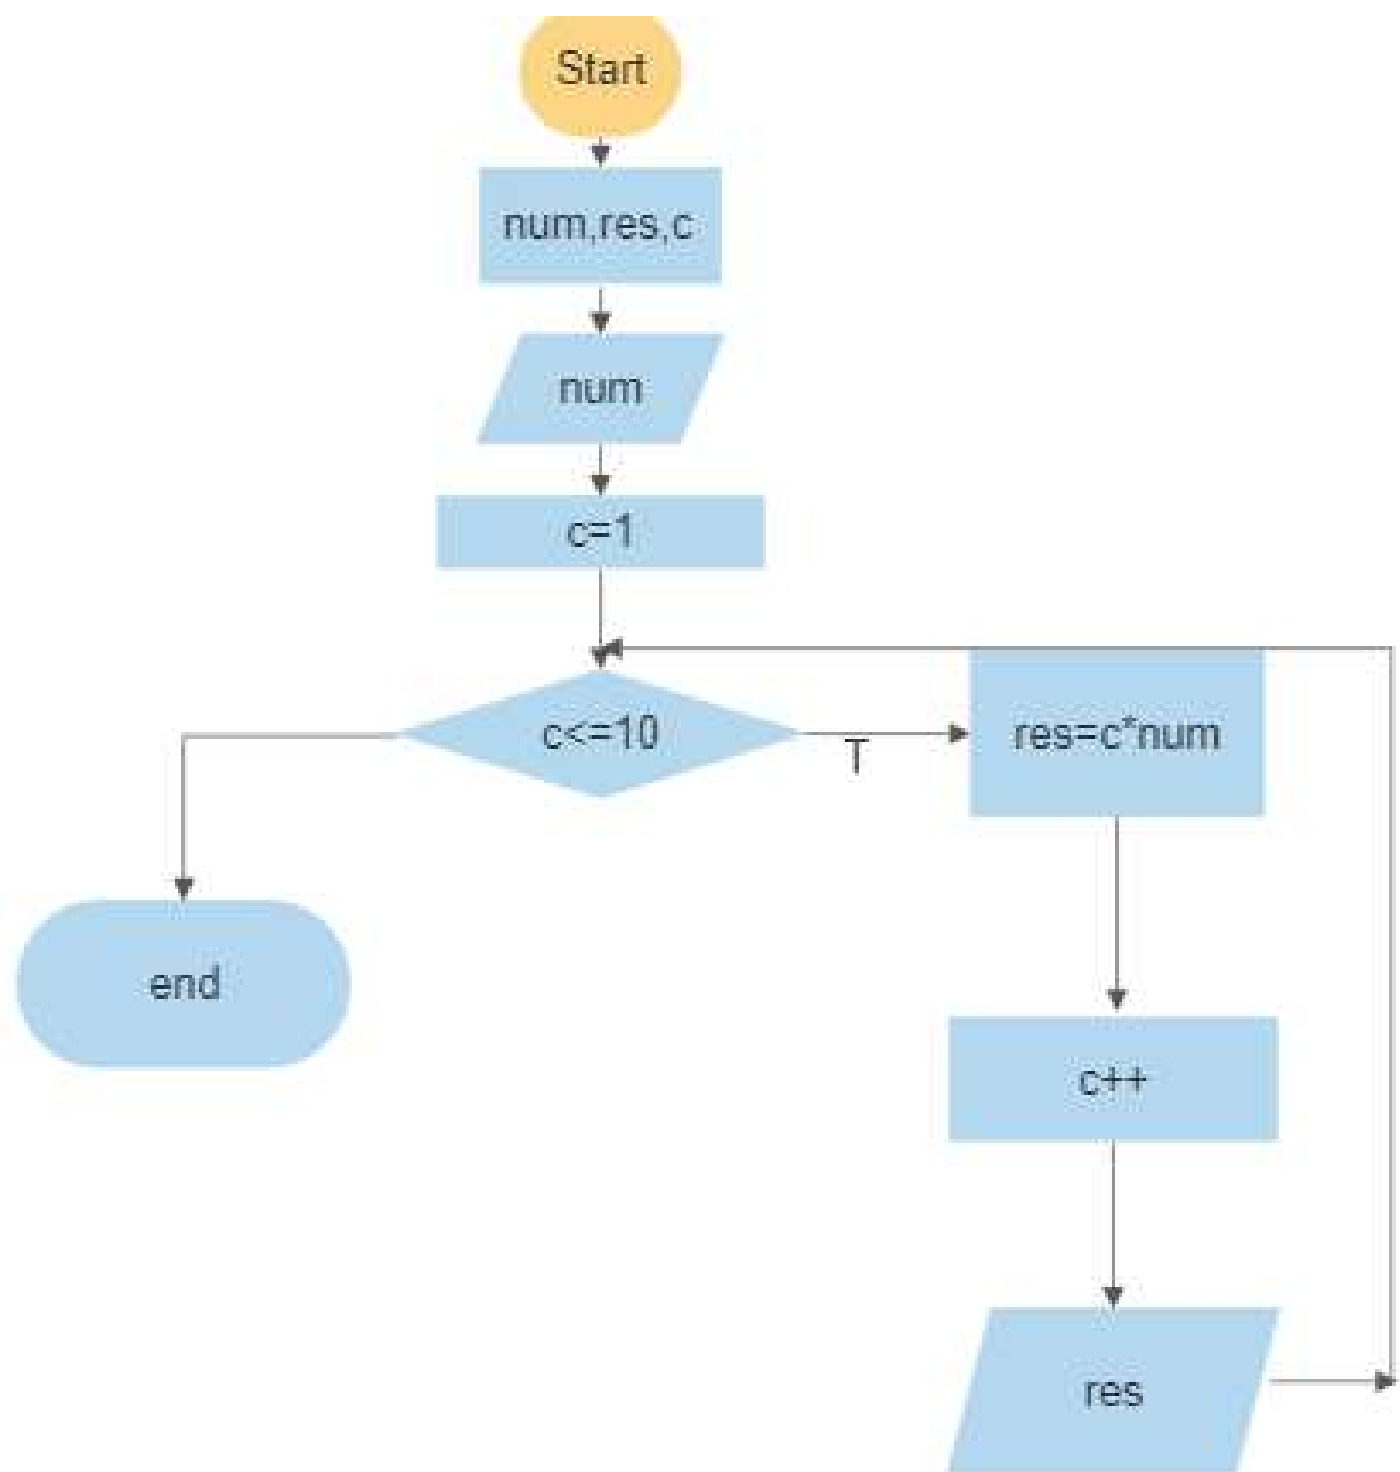 Start
num,res,c
num
c=1
c<=10
T
res=c*num
end
c++
res